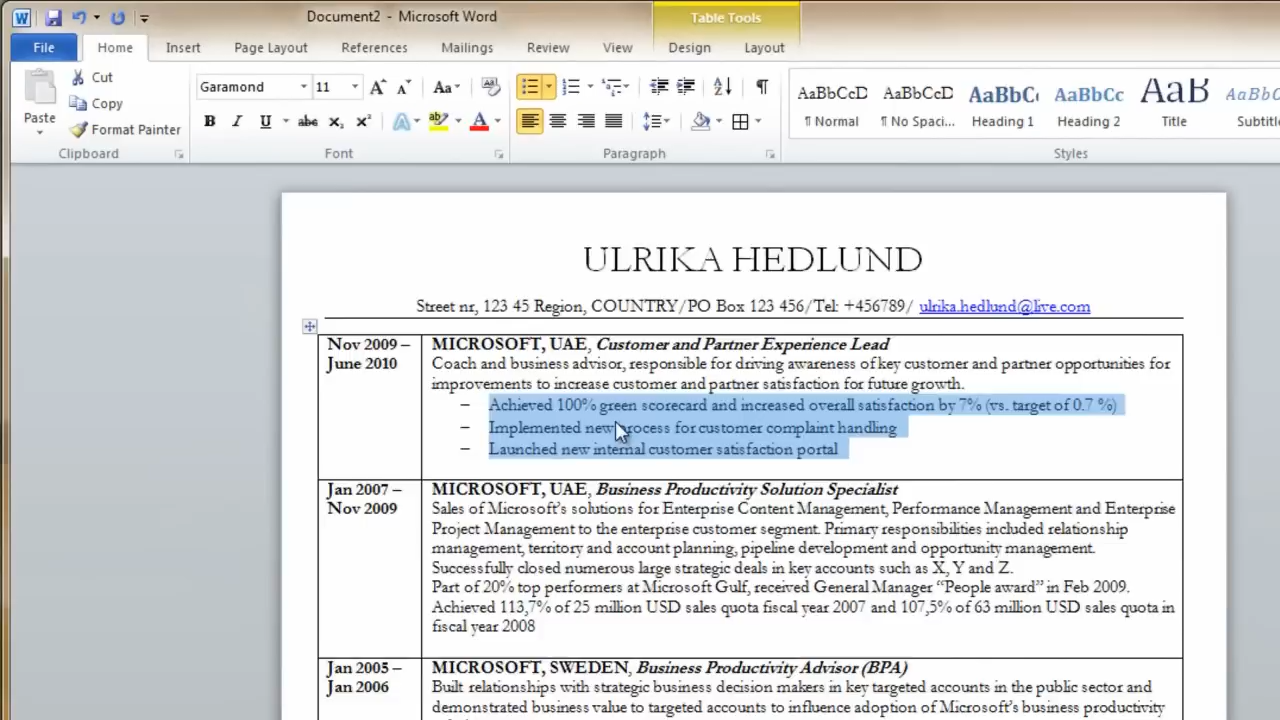 Document2 - Microsoft Word
Table Tools
File Home Insert Page Layout References Mailings Review View Design Layout
Paste
Cut
Copy
Format Painter
Clipboard
Garamond 11
Font
Paragraph
AaBbCcD AaBbCcD AaBbC AaBbCc AaB AaBbC
¶ Normal ¶ No Spaci... Heading 1 Heading 2 Title Subtitl
Styles
ULRIKA HEDLUND
Street nr, 123 45 Region, COUNTRY/PO Box 123 456/Tel: +456789/ ulrika.hedlund@live.com
Nov 2009 –
June 2010
MICROSOFT, UAE, Customer and Partner Experience Lead
Coach and business advisor, responsible for driving awareness of key customer and partner opportunities for
improvements to increase customer and partner satisfaction for future growth.
– Achieved 100% green scorecard and increased overall satisfaction by 7% (vs. target of 0.7 %)
– Implemented new process for customer complaint handling
– Launched new internal customer satisfaction portal
Jan 2007 –
Nov 2009
MICROSOFT, UAE, Business Productivity Solution Specialist
Sales of Microsoft’s solutions for Enterprise Content Management, Performance Management and Enterprise
Project Management to the enterprise customer segment. Primary responsibilities included relationship
management, territory and account planning, pipeline development and opportunity management.
Successfully closed numerous large strategic deals in key accounts such as X, Y and Z.
Part of 20% top performers at Microsoft Gulf, received General Manager “People award” in Feb 2009.
Achieved 113,7% of 25 million USD sales quota fiscal year 2007 and 107,5% of 63 million USD sales quota in
fiscal year 2008
Jan 2005 –
Jan 2006
MICROSOFT, SWEDEN, Business Productivity Advisor (BPA)
Built relationships with strategic business decision makers in key targeted accounts in the public sector and
demonstrated business value to targeted accounts to influence adoption of Microsoft’s business productivity